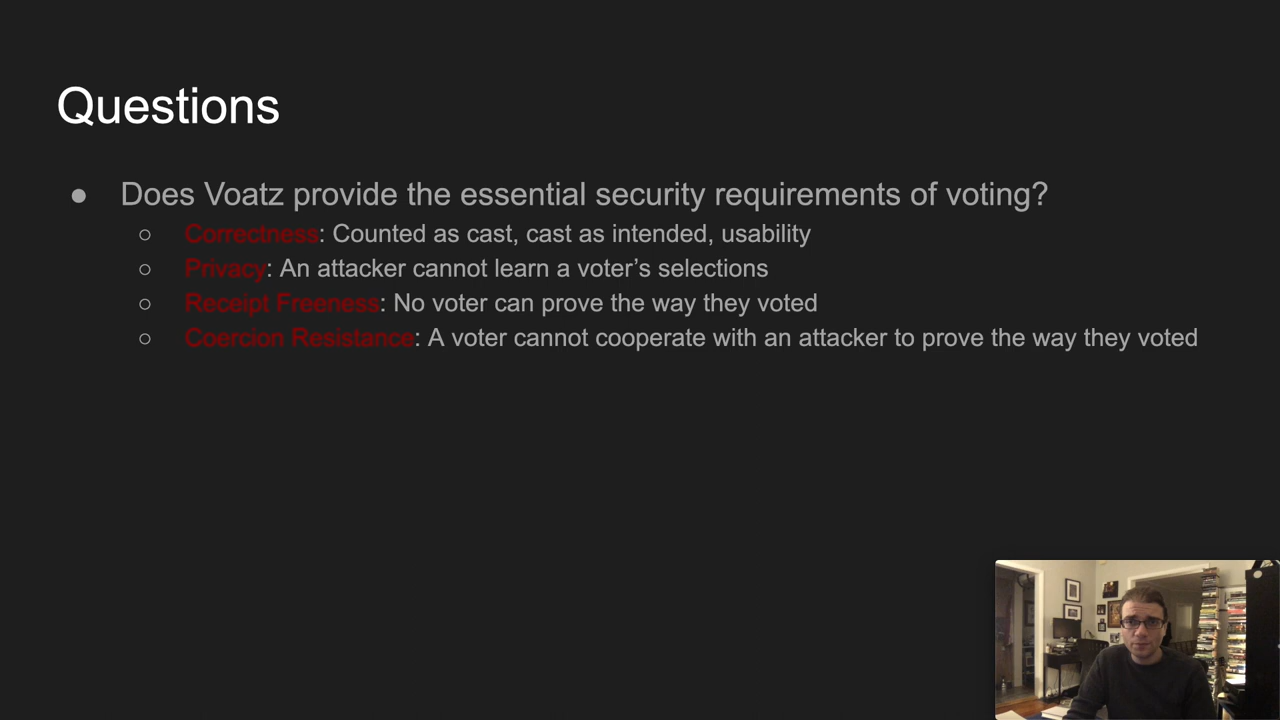 Questions
● Does Voatz provide the essential security requirements of voting?
○ Correctness: Counted as cast, cast as intended, usability
○ Privacy: An attacker cannot learn a voter’s selections
○ Receipt Freeness: No voter can prove the way they voted
○ Coercion Resistance: A voter cannot cooperate with an attacker to prove the way they voted